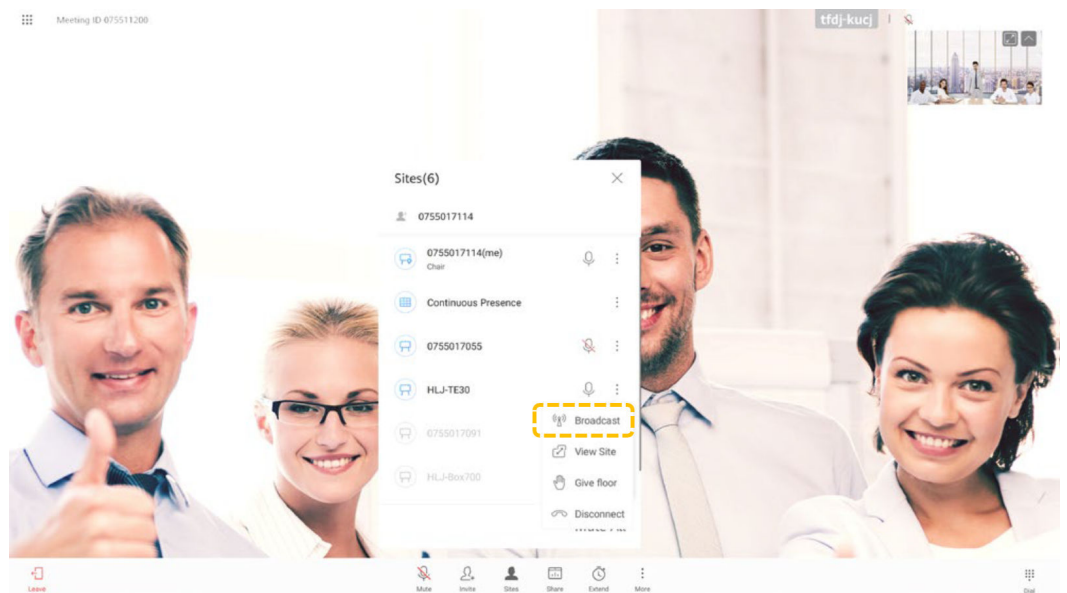 Meeting ID 075511200
tfdj-kucj
Sites(6)
0755017114
0755017114(me)
Chair
Continuous Presence
0755017055
HLJ-TE30
Broadcast
0755017091
View Site
HLJ-Box700
Give floor
Disconnect
Leave
Mute
Invite
Sites
Share
Extend
More
Dial